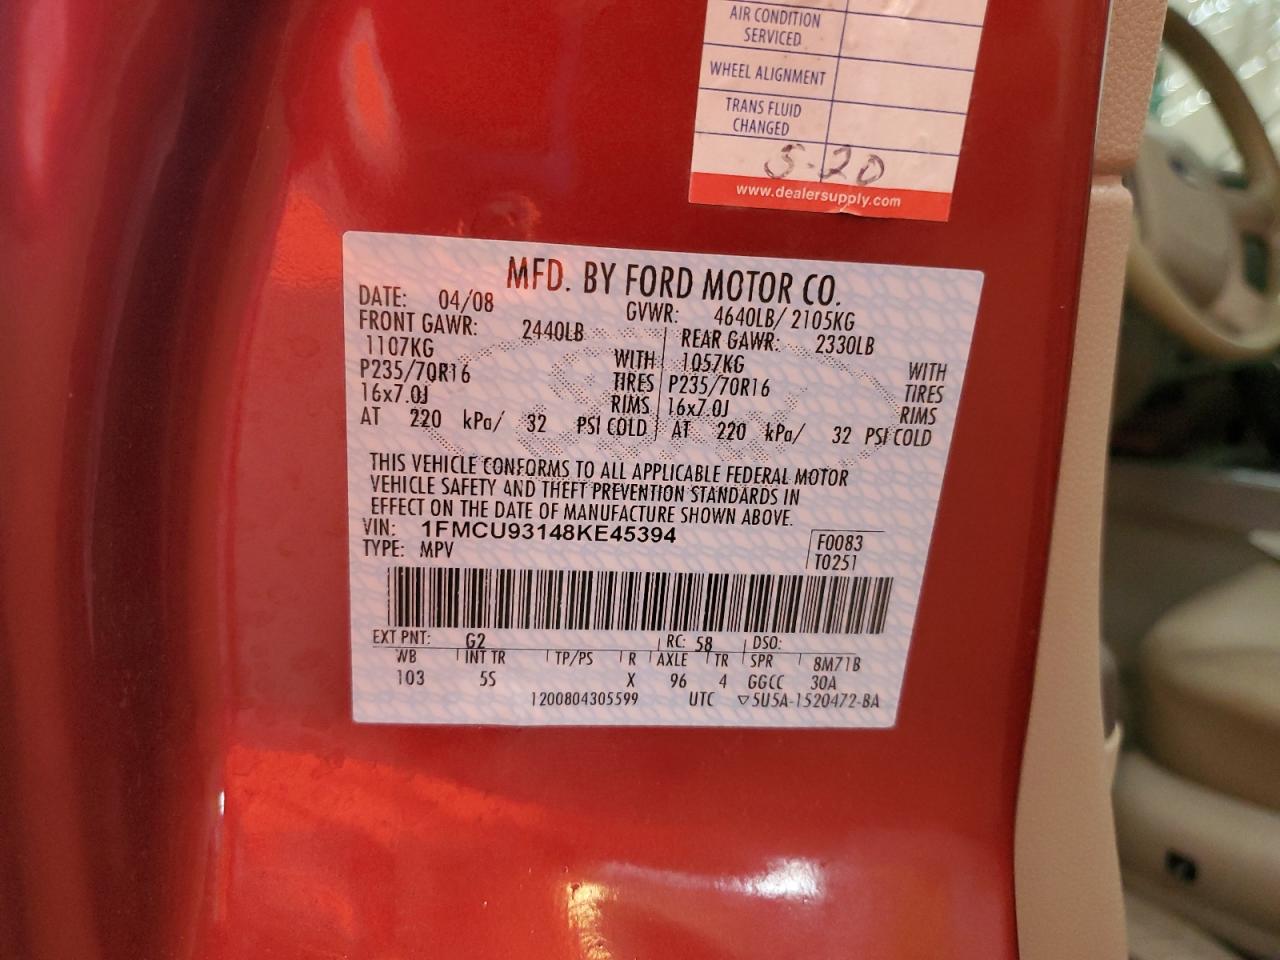 AIR CONDITION
SERVICED
WHEEL ALIGNMENT
TRANS FLUID
CHANGED
5-20
www.dealersupply.com
MFD. BY FORD MOTOR CO.
DATE: 04/08 GVWR: 4640LB/ 2105KG
FRONT GAWR: 2440LB REAR GAWR: 2330LB
1107KG WITH 1057KG WITH
P235/70R16 TIRES P235/70R16 TIRES
16x7.0J RIMS 16x7.0J RIMS
AT 220 kPa/ 32 PSI COLD AT 220 kPa/ 32 PSI COLD
THIS VEHICLE CONFORMS TO ALL APPLICABLE FEDERAL MOTOR
VEHICLE SAFETY AND THEFT PREVENTION STANDARDS IN
EFFECT ON THE DATE OF MANUFACTURE SHOWN ABOVE.
VIN: 1FMCU93148KE45394 F0083
TYPE: MPV T0251
EXT PNT: G2 RC: 58 DSO:
WB INT TR TP/PS R AXLE TR SPR 8M71B
103 5S X 96 4 GGCC 30A
1200804305599 UTC ▽5U5A-1520472-BA